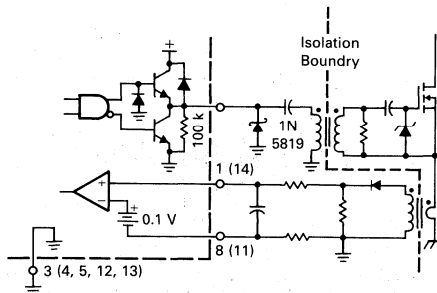 Isolation
Boundry
+
100 k
1N
5819
1 (14)
+
−
0.1 V
8 (11)
3 (4, 5, 12, 13)